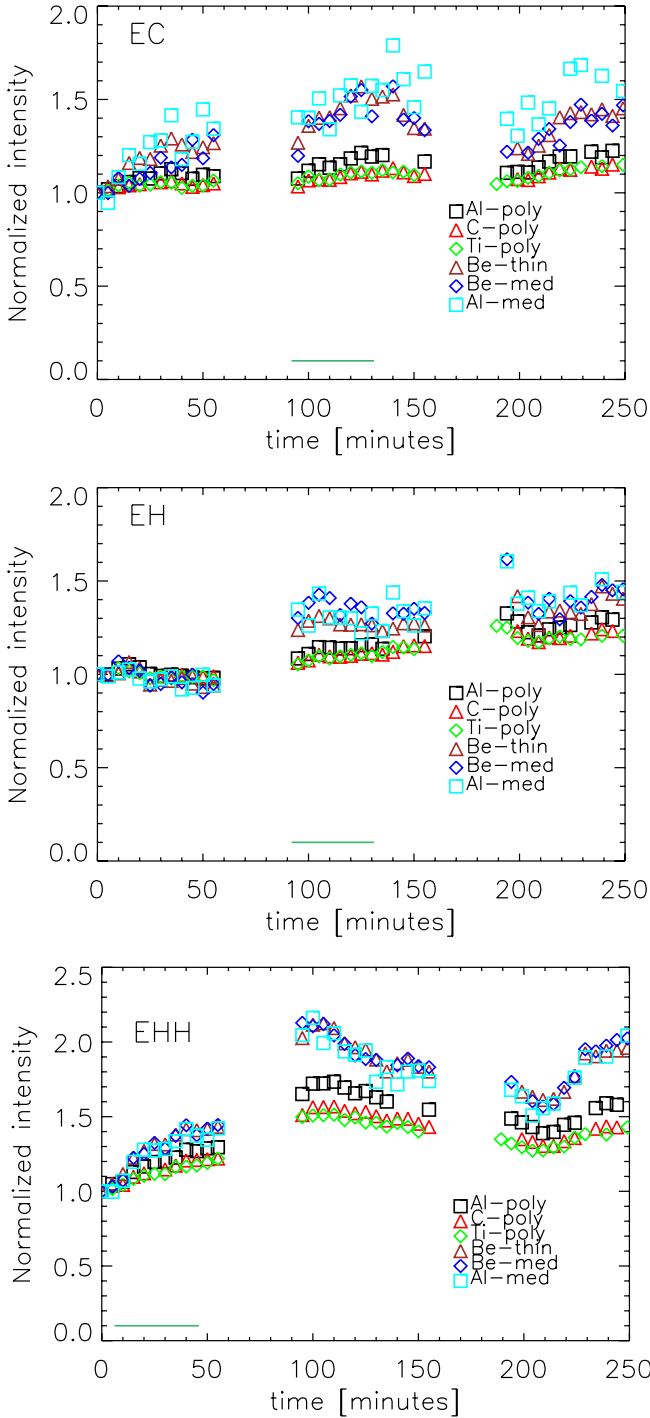 EC
Normalized intensity
2.0
1.5
1.0
0.5
0.0
Al-poly
C-poly
Ti-poly
Be-thin
Be-med
Al-med
0 50 100 150 200 250
time [minutes]
EH
Normalized intensity
2.0
1.5
1.0
0.5
0.0
Al-poly
C-poly
Ti-poly
Be-thin
Be-med
Al-med
0 50 100 150 200 250
time [minutes]
EHH
Normalized intensity
2.5
2.0
1.5
1.0
0.5
0.0
Al-poly
C-poly
Ti-poly
Be-thin
Be-med
Al-med
0 50 100 150 200 250
time [minutes]